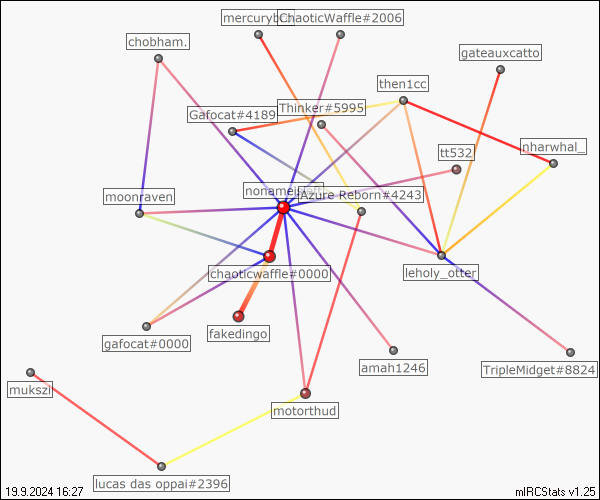 ChaoticWaffle#2006
chobham.
gateauxcatto
then1cc
Thinker#5995
Gafocat#4189
nharwhal_
tt532
Azure Reborn#4243
moonraven
chaoticwaffle#0000
leholy_otter
fakedingo
gafocat#0000
amah1246
TripleMidget#8824
mukszi
motorthud
lucas das oppai#2396
19.9.2024 16:27
mIRCStats v1.25